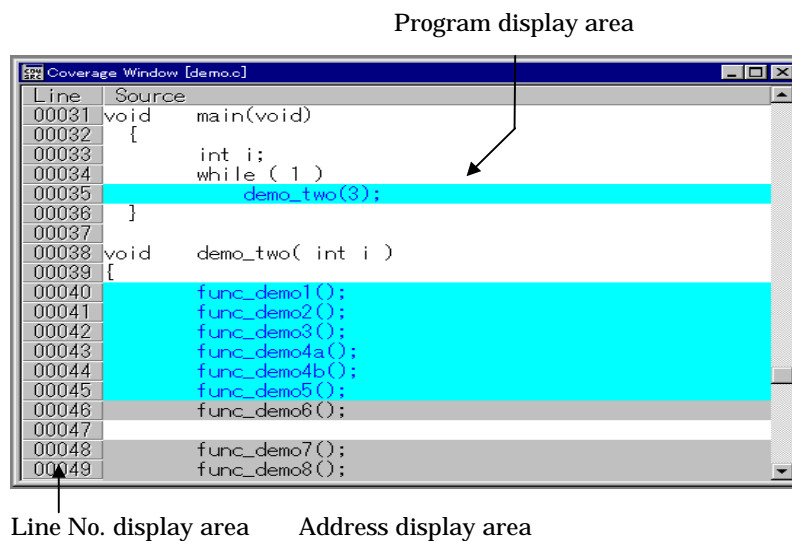 Program display area
COV SRC Coverage Window [demo.c]
Line Source
00031 void main(void)
00032 {
00033 int i;
00034 while ( 1 )
00035 demo_two(3);
00036 }
00037
00038 void demo_two( int i )
00039 {
00040 func_demo1();
00041 func_demo2();
00042 func_demo3();
00043 func_demo4a();
00044 func_demo4b();
00045 func_demo5();
00046 func_demo6();
00047
00048 func_demo7();
00049 func_demo8();
Line No. display area Address display area